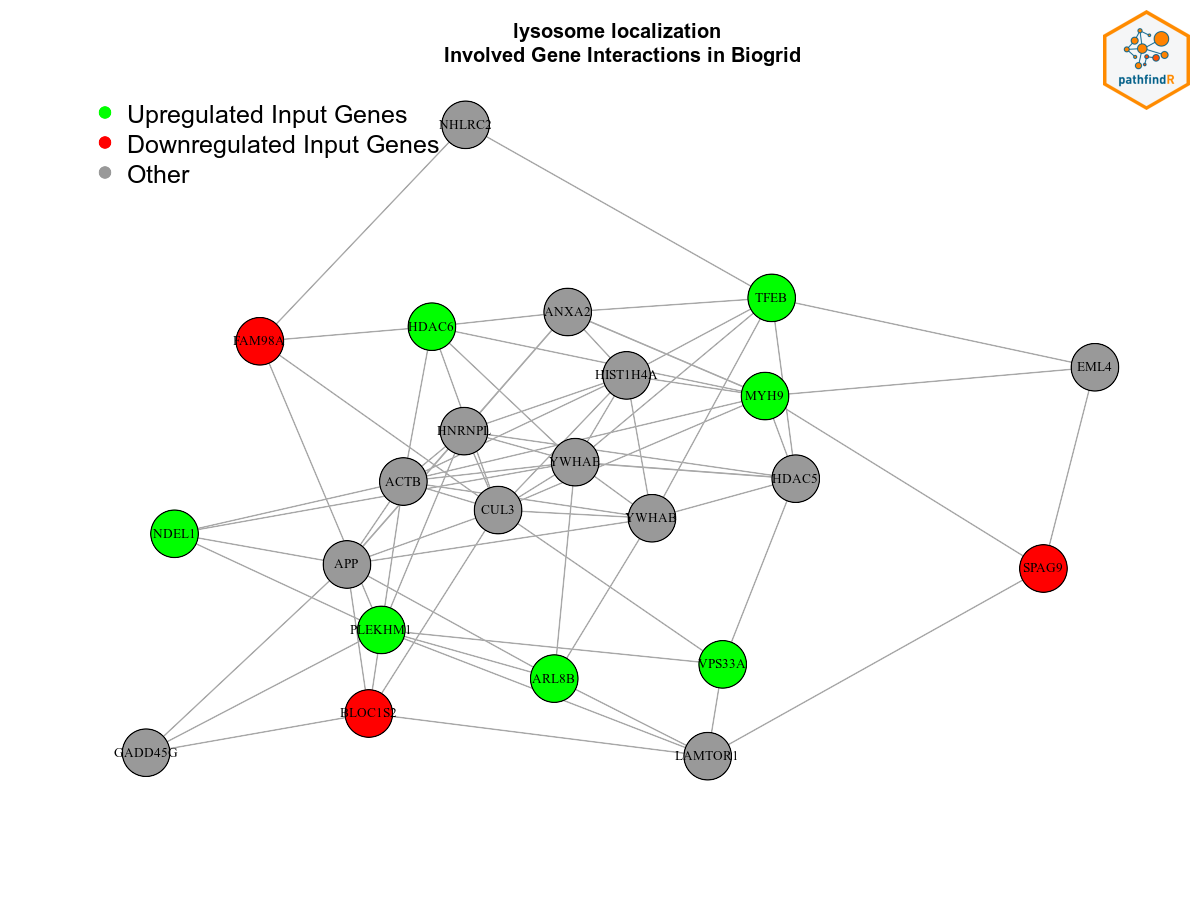 lysosome localization
Involved Gene Interactions in Biogrid
pathfindR
Upregulated Input Genes
Downregulated Input Genes
Other
NHLRC2
TFEB
ANXA2
HDAC6
FAM98A
EML4
HIST1H4A
MYH9
HNRNPL
YWHAE
HDAC5
ACTB
CUL3
YWHAB
NDEL1
APP
SPAG9
PLEKHM1
VPS33A
ARL8B
BLOC1S2
GADD45G
LAMTOR1